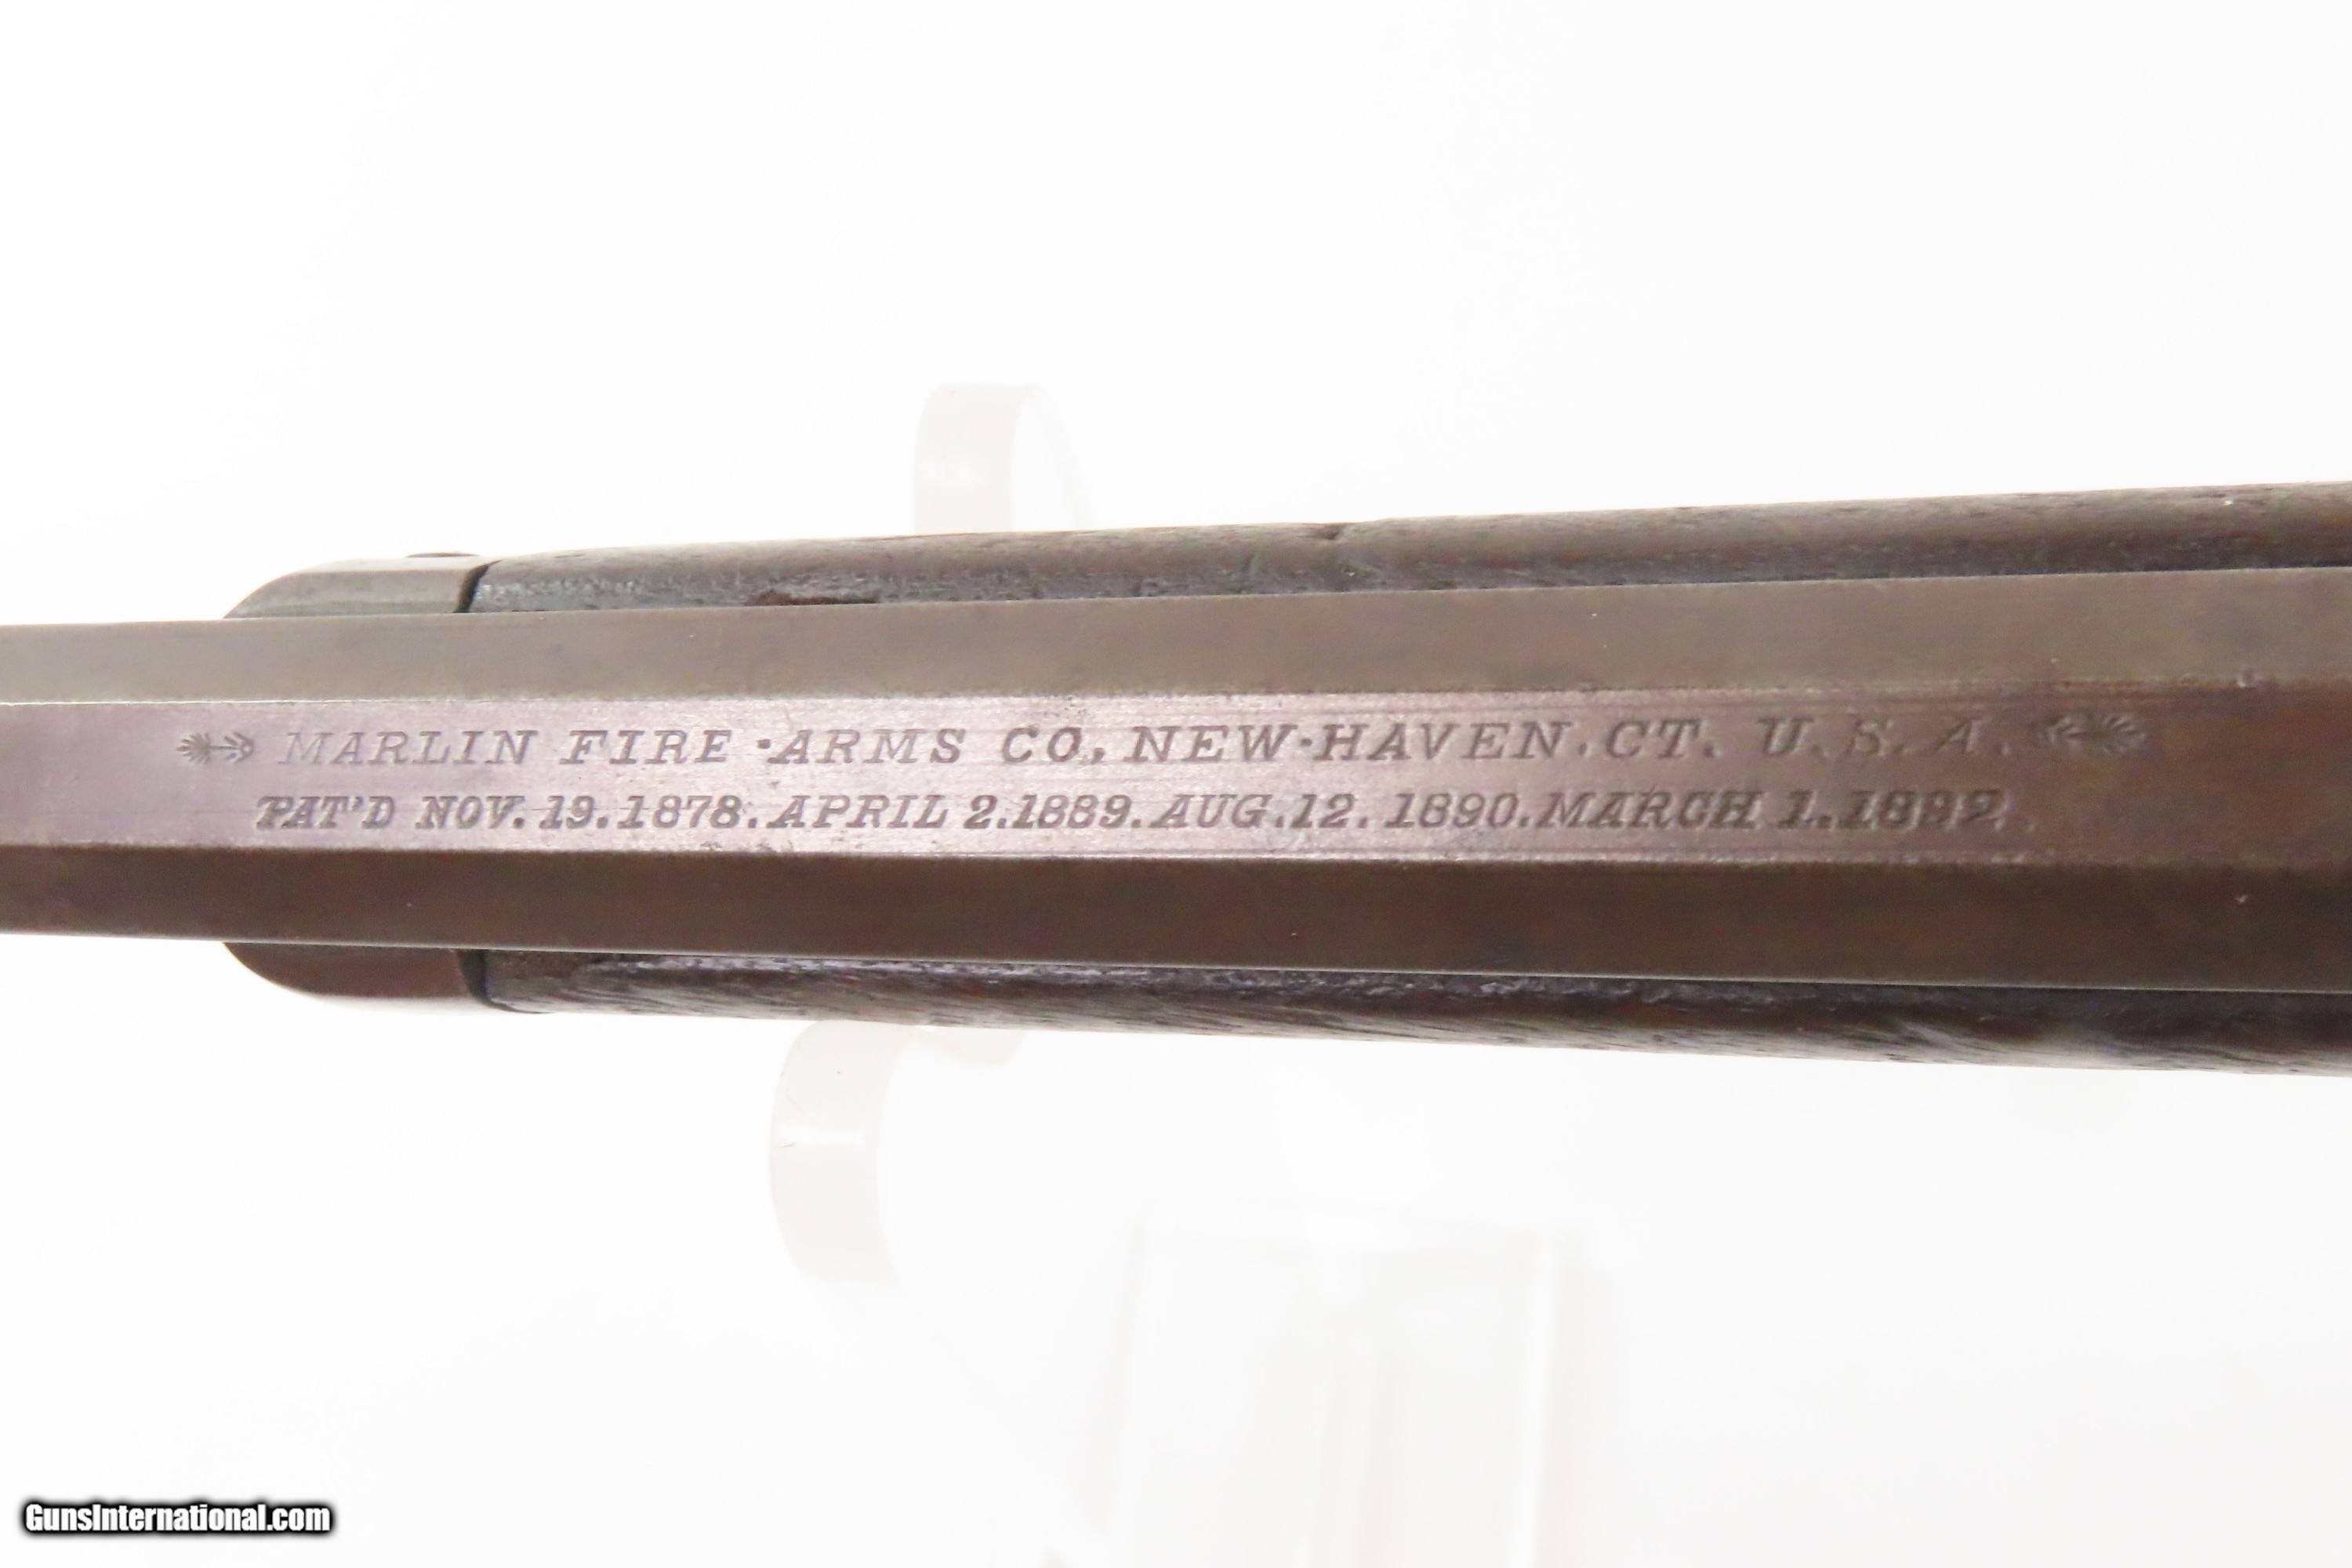 MARLIN FIRE·ARMS CO., NEW·HAVEN. CT. U.S.A.
PAT'D NOV. 19. 1878. APRIL 2. 1889. AUG. 12. 1890. MARCH 1. 1892.
GunsInternational.com